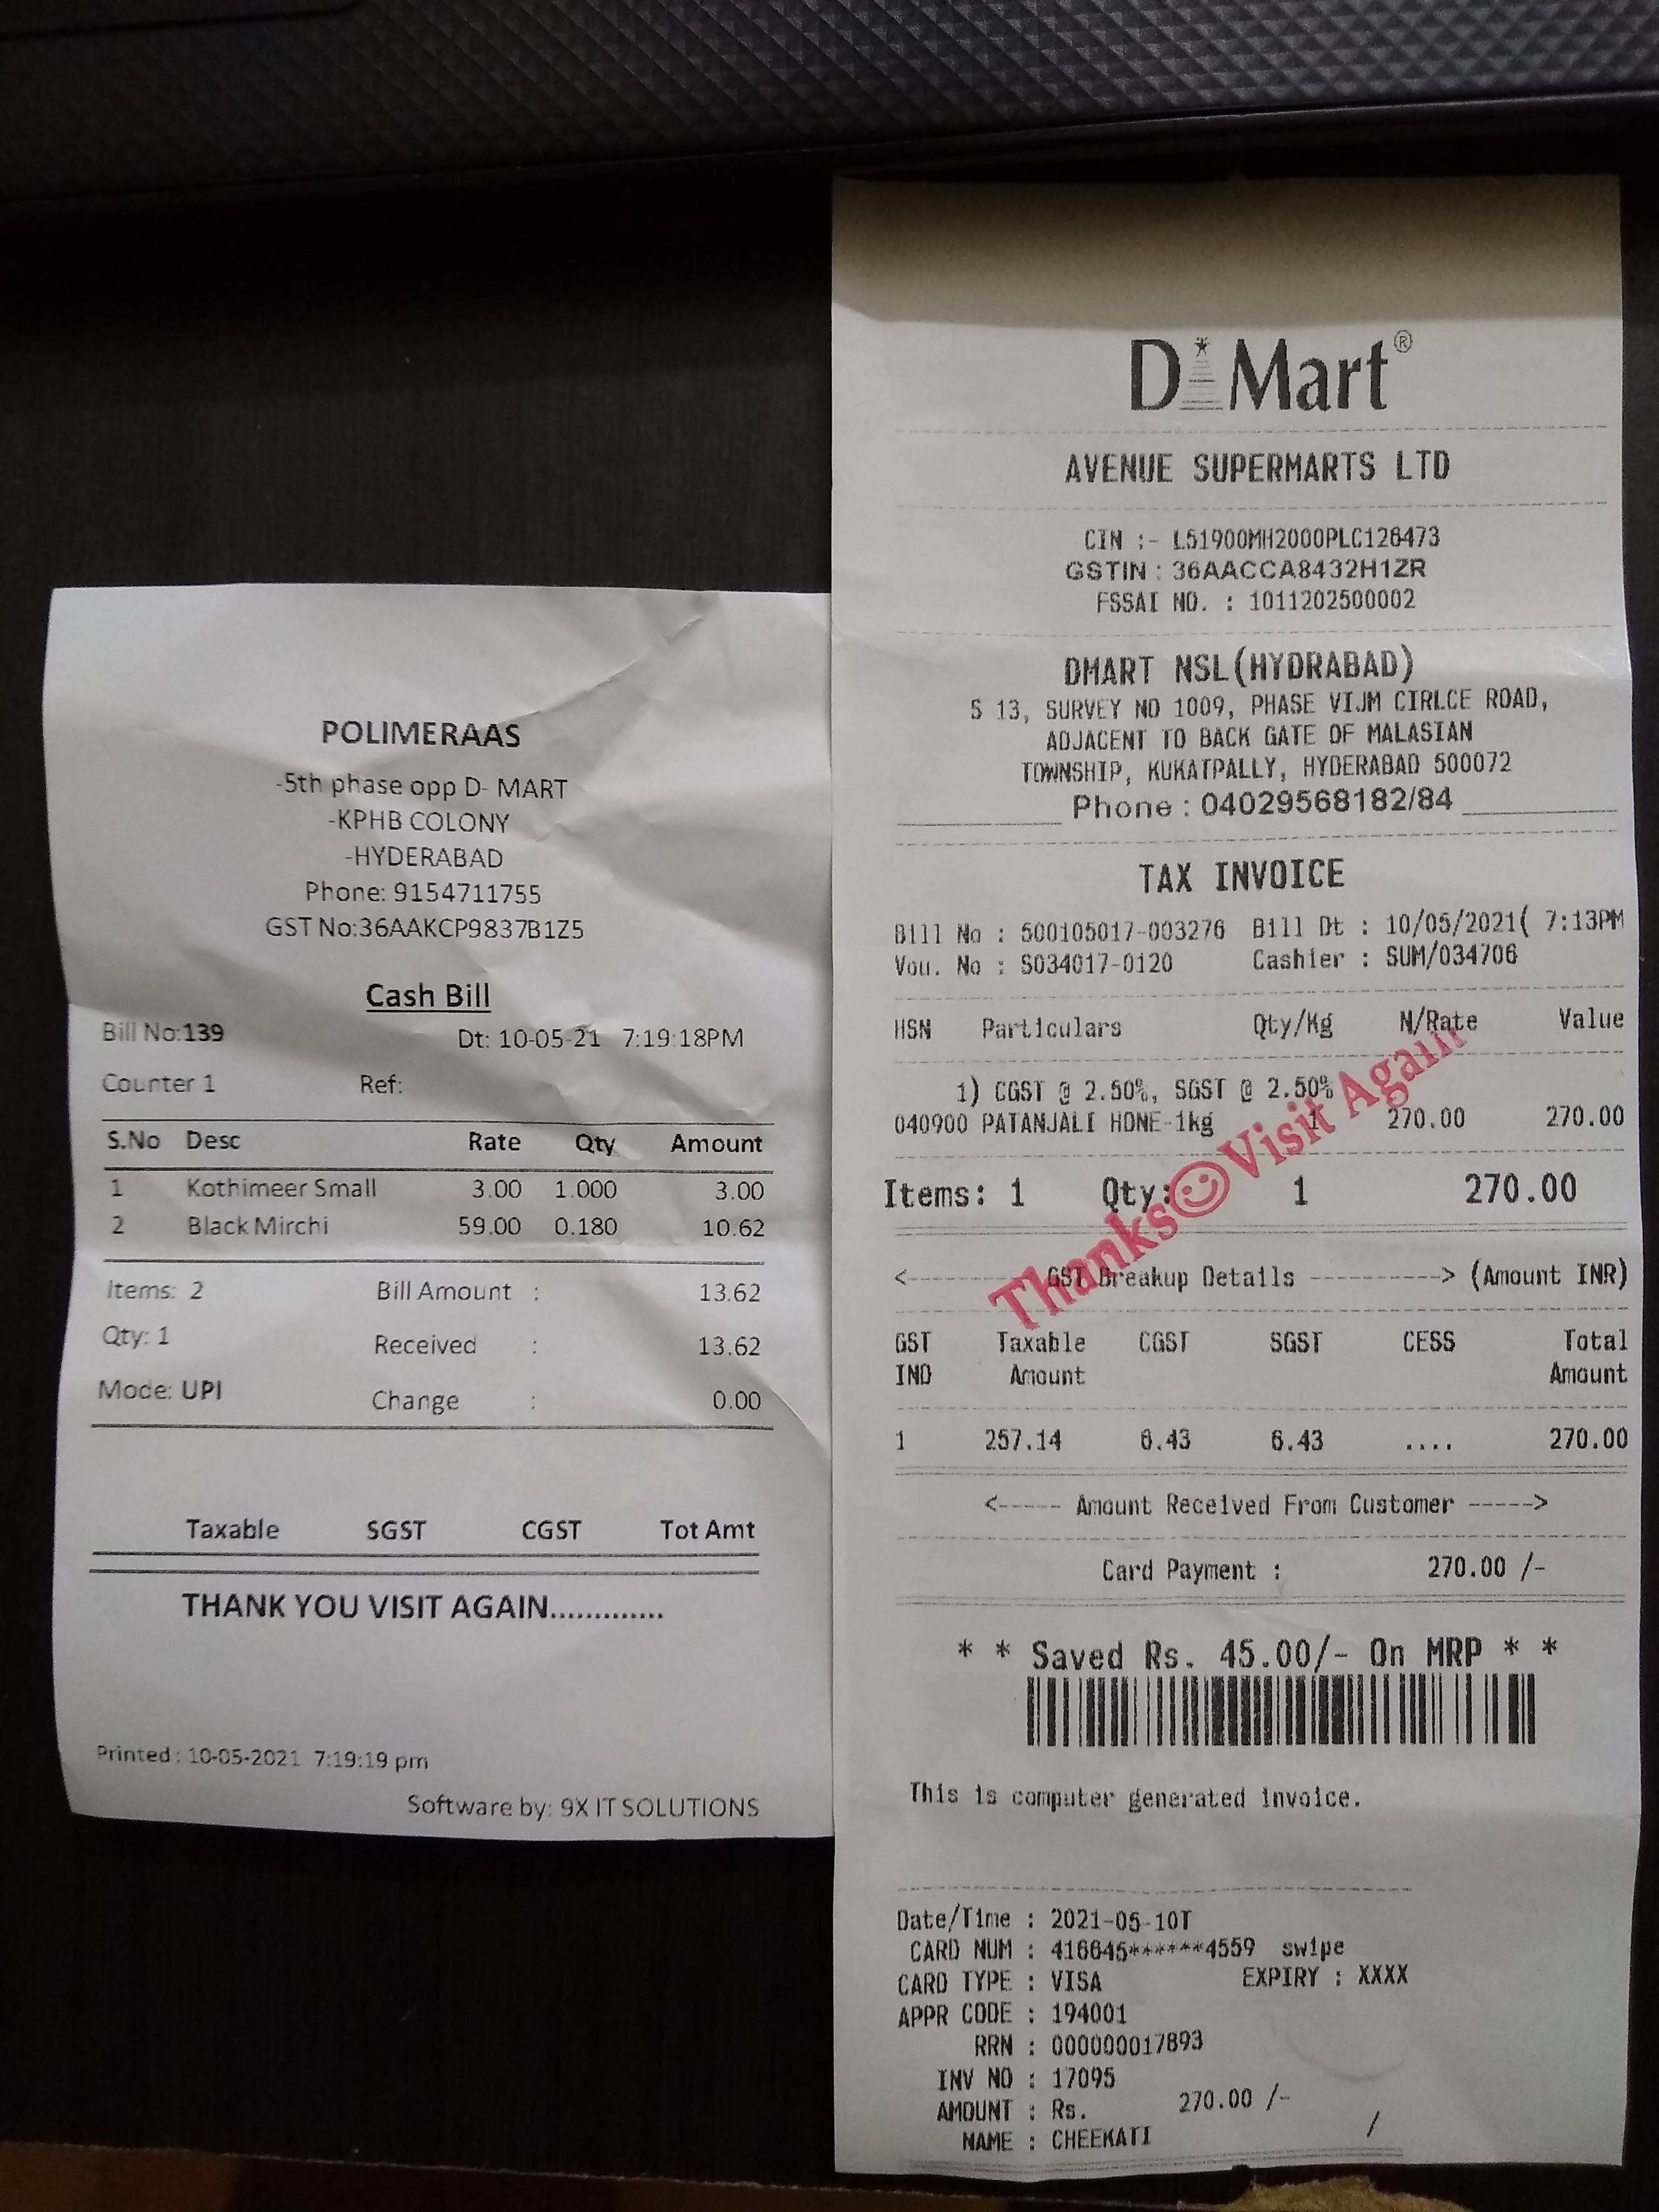 POLIMERAAS
-5th phase opp D- MART
-KPHB COLONY
-HYDERABAD
Phone: 9154711755
GST No:36AAKCP9837B1Z5
Cash Bill
Bill No:139 Dt: 10-05-21 7:19:18PM
Counter 1 Ref:
S.No Desc Rate Qty Amount
1 Kothimeer Small 3.00 1.000 3.00
2 Black Mirchi 59.00 0.180 10.62
Items: 2 Bill Amount : 13.62
Qty: 1 Received : 13.62
Mode: UPI Change : 0.00
Taxable SGST CGST Tot Amt
THANK YOU VISIT AGAIN.............
Printed : 10-05-2021 7:19:19 pm
Software by: 9X IT SOLUTIONS
D Mart®
AVENUE SUPERMARTS LTD
CIN :- L51900MH2000PLC126473
GSTIN : 36AACCA8432H1ZR
FSSAI NO. : 1011202500002
DMART NSL(HYDRABAD)
S 13, SURVEY NO 1009, PHASE VIJM CIRLCE ROAD,
ADJACENT TO BACK GATE OF MALASIAN
TOWNSHIP, KUKATPALLY, HYDERABAD 500072
Phone : 04029568182/84
TAX INVOICE
Bill No : 500105017-003276 Bill Dt : 10/05/2021( 7:13PM
Vou. No : S034017-0120 Cashier : SUM/034706
HSN Particulars Qty/Kg N/Rate Value
1) CGST @ 2.50%, SGST @ 2.50%
040900 PATANJALI HONE-1kg 1 270.00 270.00
Items: 1 Qty: 1 270.00
Thanks☺Visit Again
<---------- GST Breakup Details ----------> (Amount INR)
GST Taxable CGST SGST CESS Total
IND Amount Amount
1 257.14 6.43 6.43 .... 270.00
<----- Amount Received From Customer ----->
Card Payment : 270.00 /-
* * Saved Rs. 45.00/- On MRP * *
This is computer generated invoice.
Date/Time : 2021-05-10T
CARD NUM : 416645******4559 swipe
CARD TYPE : VISA EXPIRY : XXXX
APPR CODE : 194001
RRN : 000000017893
INV NO : 17095
AMOUNT : Rs. 270.00 /-
NAME : CHEEKATI /